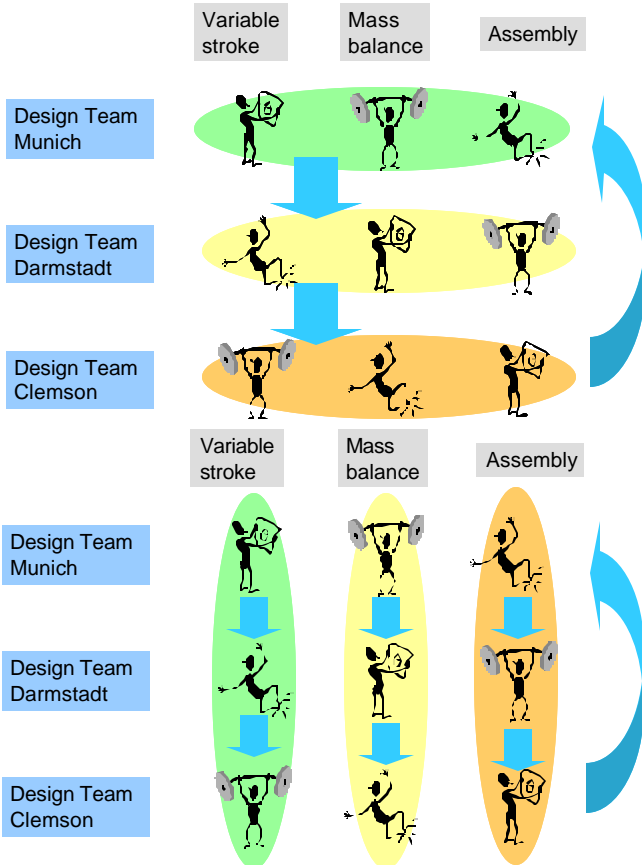 Variable
stroke
Mass
balance
Assembly
Design Team
Munich
Design Team
Darmstadt
Design Team
Clemson
Variable
stroke
Mass
balance
Assembly
Design Team
Munich
Design Team
Darmstadt
Design Team
Clemson